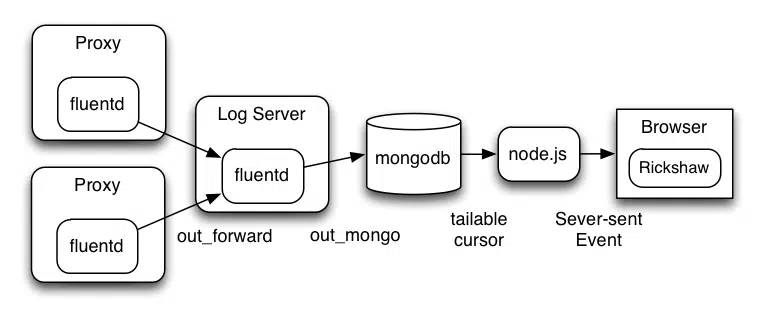 Proxy
fluentd
Proxy
fluentd
Log Server
fluentd
out_forward
out_mongo
mongodb
tailable
cursor
node.js
Sever-sent
Event
Browser
Rickshaw